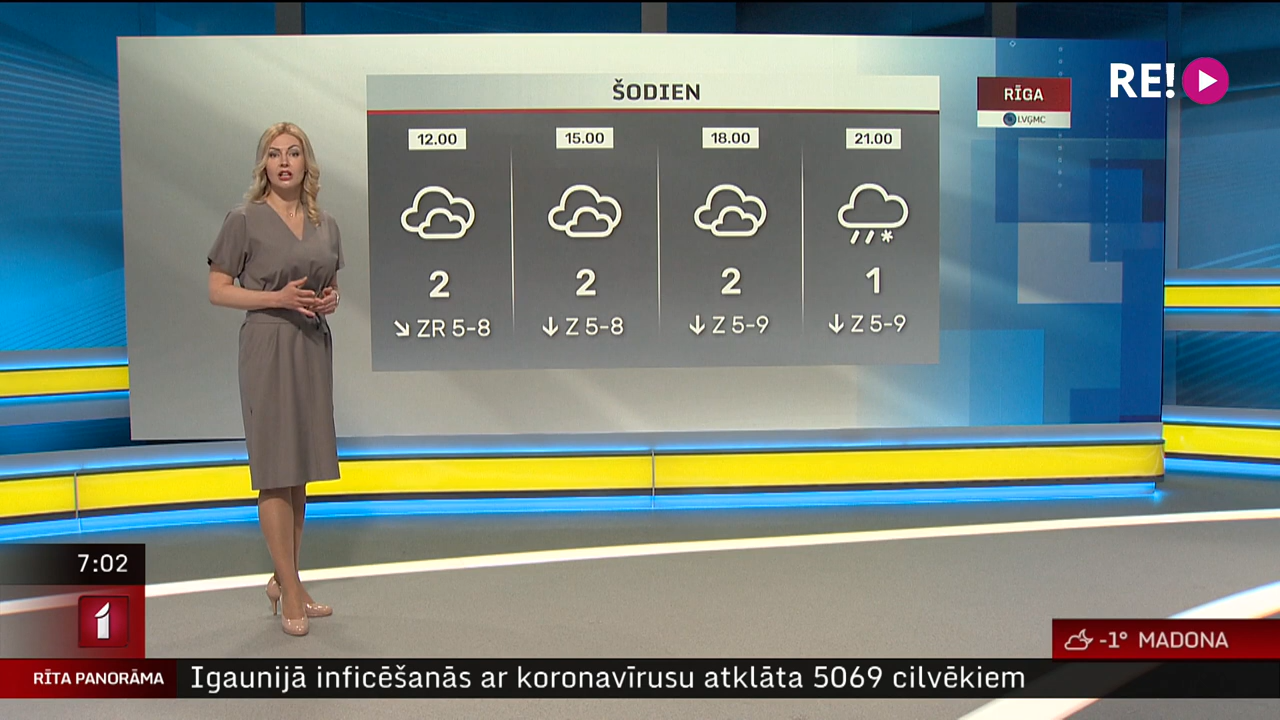 RE!
ŠODIEN
RĪGA
LVĢMC
12.00 15.00 18.00 21.00
2 2 2 1
ZR 5-8 Z 5-8 Z 5-9 Z 5-9
7:02
1
-1° MADONA
RĪTA PANORĀMA
Igaunijā inficēšanās ar koronavīrusu atklāta 5069 cilvēkiem